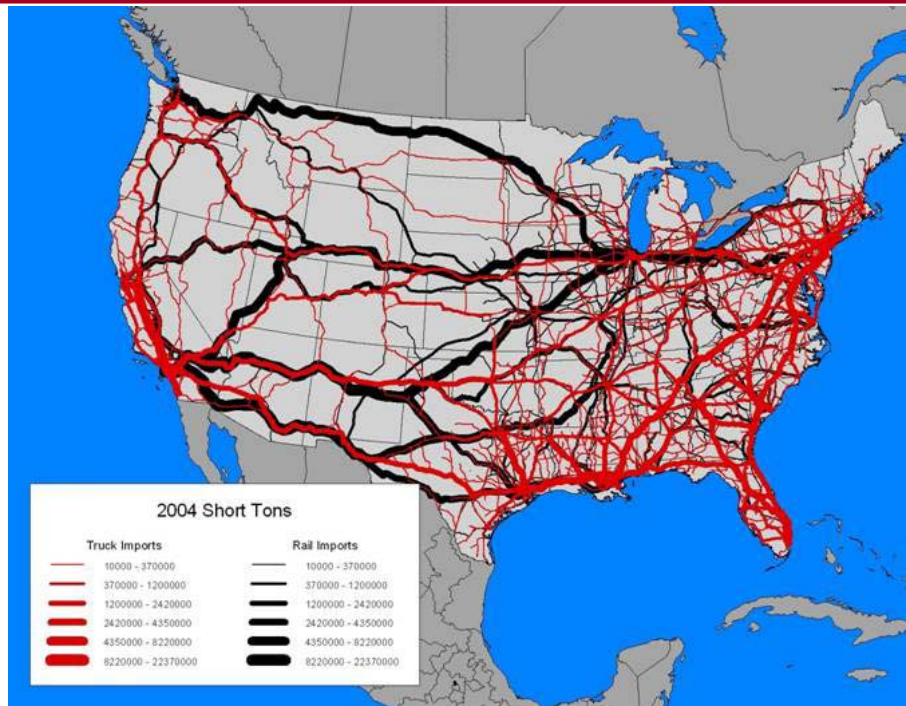 2004 Short Tons
Truck Imports Rail Imports
10000 - 370000 10000 - 370000
370000 - 1200000 370000 - 1200000
1200000 - 2420000 1200000 - 2420000
2420000 - 4350000 2420000 - 4350000
4350000 - 8220000 4350000 - 8220000
8220000 - 22370000 8220000 - 22370000